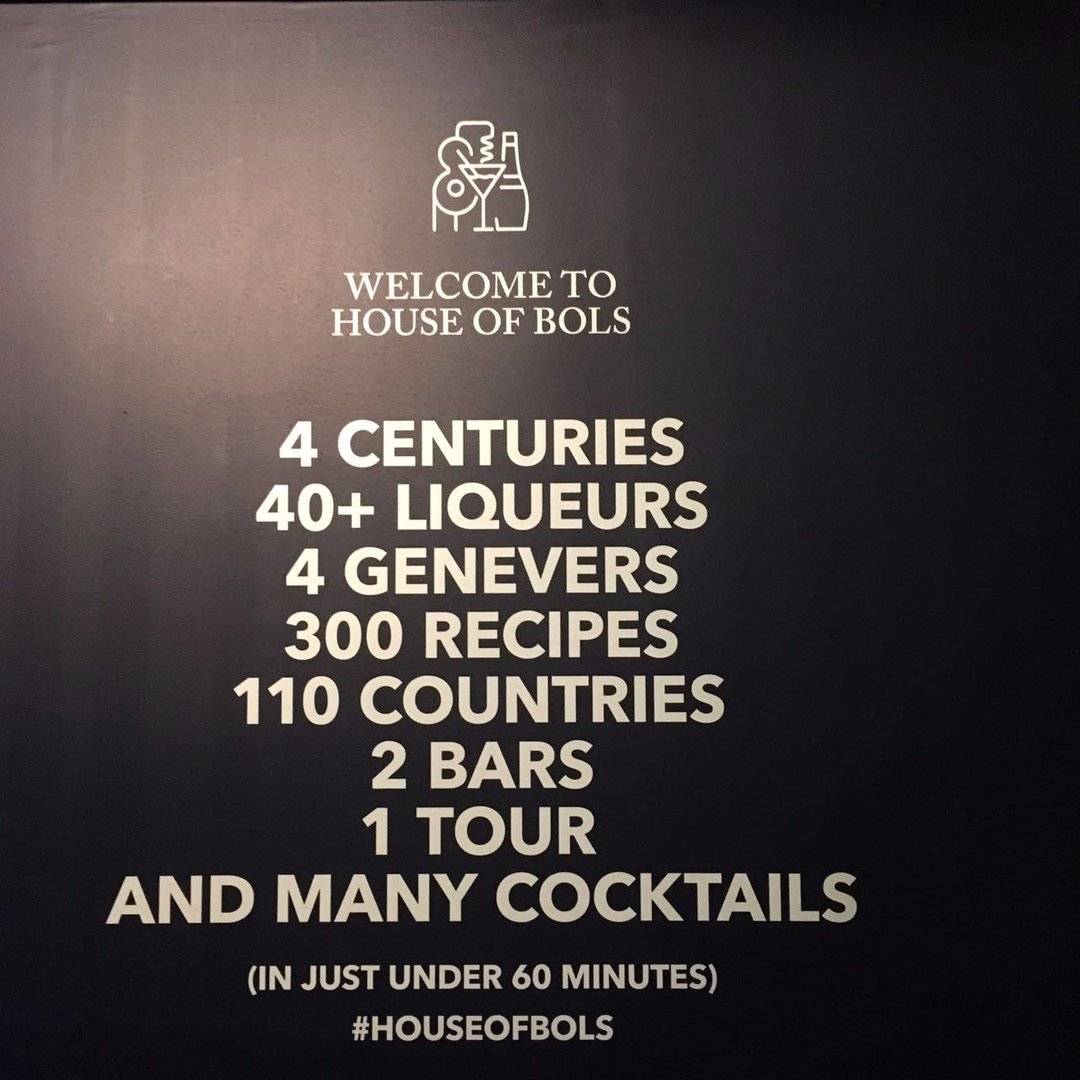 WELCOME TO
HOUSE OF BOLS
4 CENTURIES
40+ LIQUEURS
4 GENEVERS
300 RECIPES
110 COUNTRIES
2 BARS
1 TOUR
AND MANY COCKTAILS
(IN JUST UNDER 60 MINUTES)
#HOUSEOFBOLS